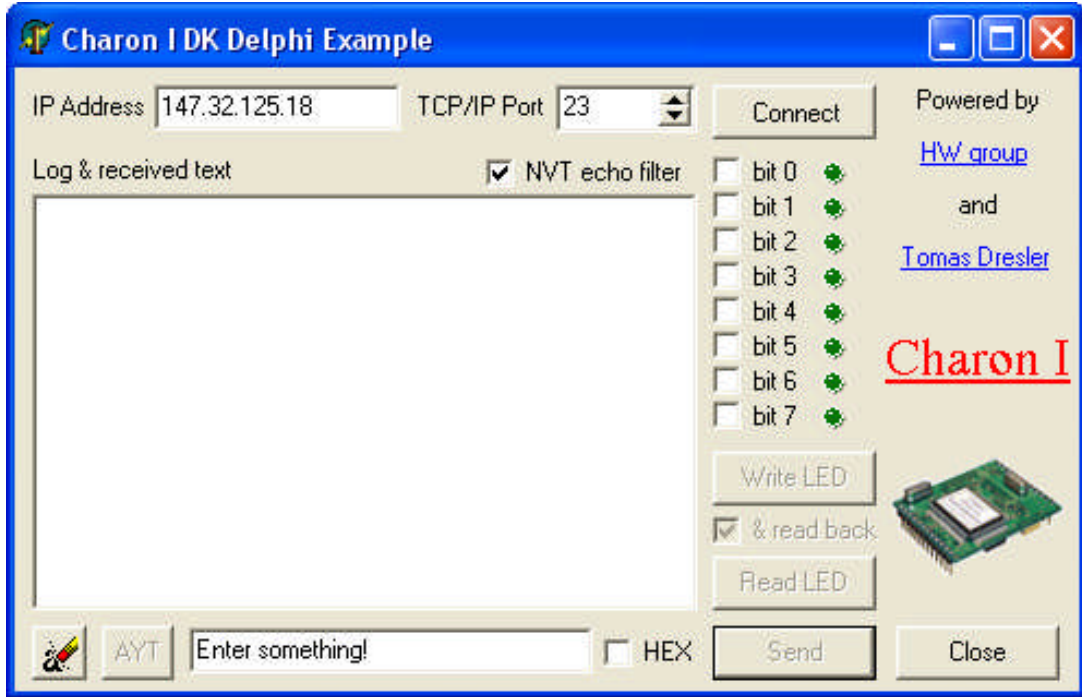 Charon I DK Delphi Example
IP Address 147.32.125.18 TCP/IP Port 23 Connect
Powered by
HW group
and
Tomas Dresler
Charon I
Log & received text NVT echo filter
bit 0
bit 1
bit 2
bit 3
bit 4
bit 5
bit 6
bit 7
Write LED
& read back
Read LED
AYT Enter something! HEX Send Close